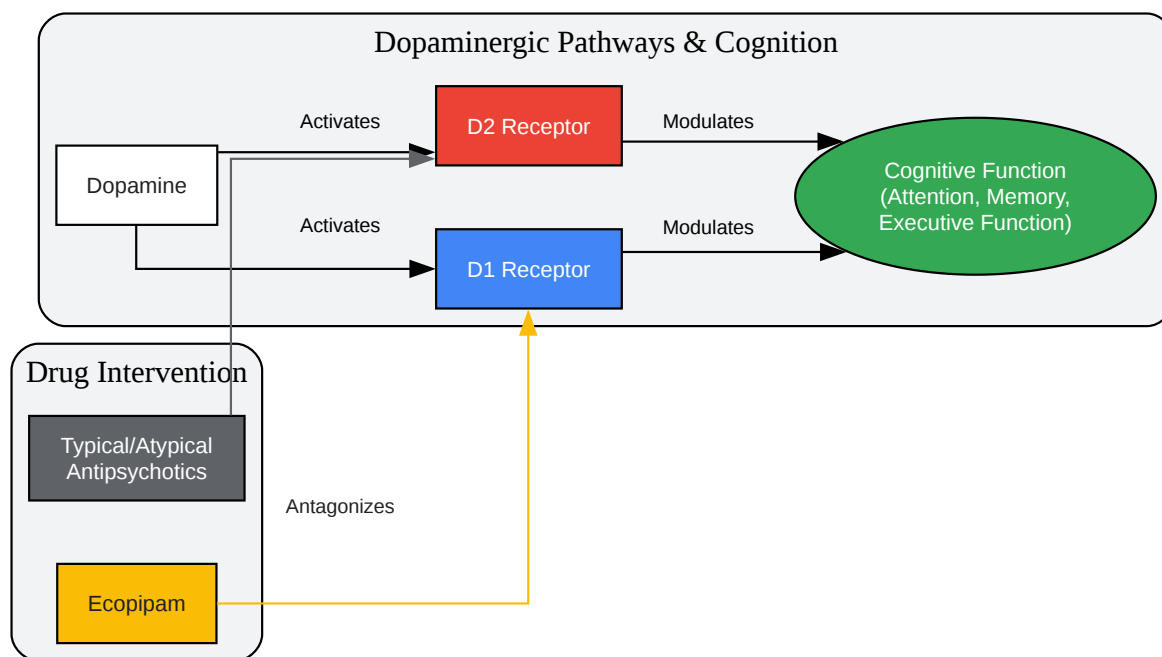 Dopaminergic Pathways & Cognition
Activates
D2 Receptor
Modulates
Dopamine
Cognitive Function
(Attention, Memory,
Executive Function)
Activates
D1 Receptor
Modulates
Drug Intervention
Typical/Atypical
Antipsychotics
Antagonizes
Ecopipam